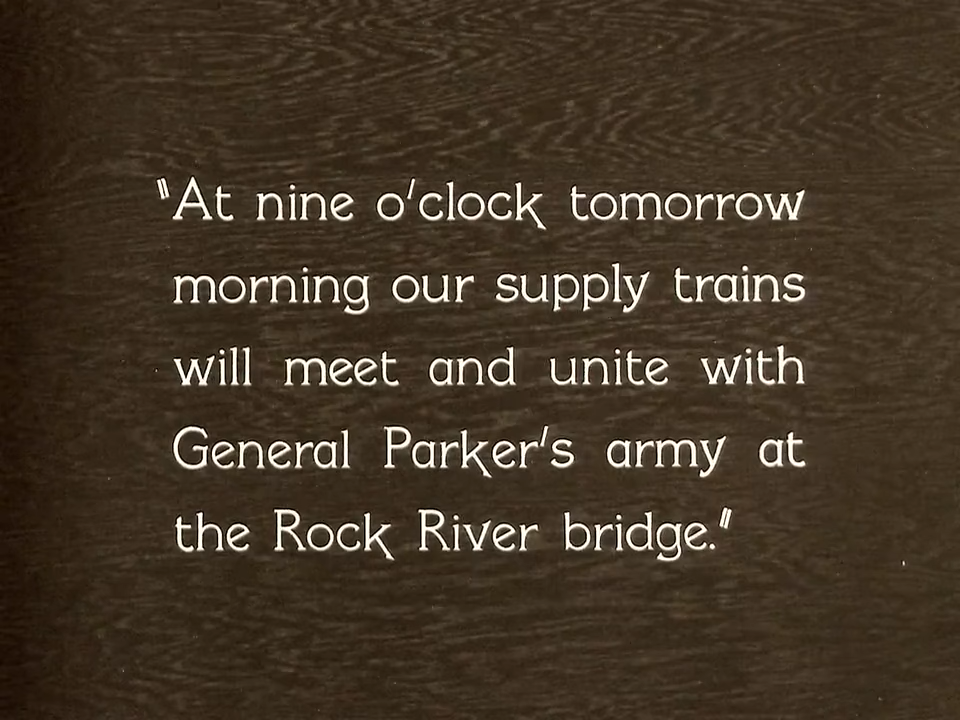 "At nine o'clock tomorrow
morning our supply trains
will meet and unite with
General Parker's army at
the Rock River bridge."